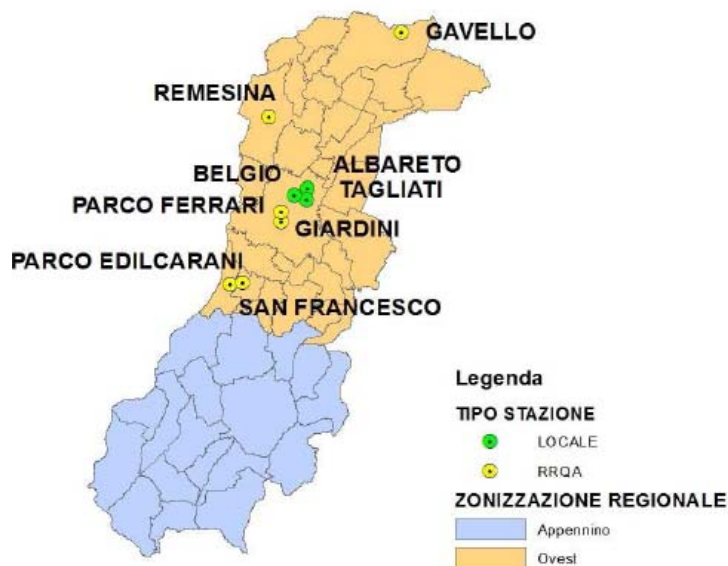 GAVELLO
REMESINA
BELGIO
ALBARETO
TAGLIATI
PARCO FERRARI
GIARDINI
PARCO EDILCARANI
SAN FRANCESCO
Legenda
TIPO STAZIONE
LOCALE
RRQA
ZONIZZAZIONE REGIONALE
Appennino
Ovest